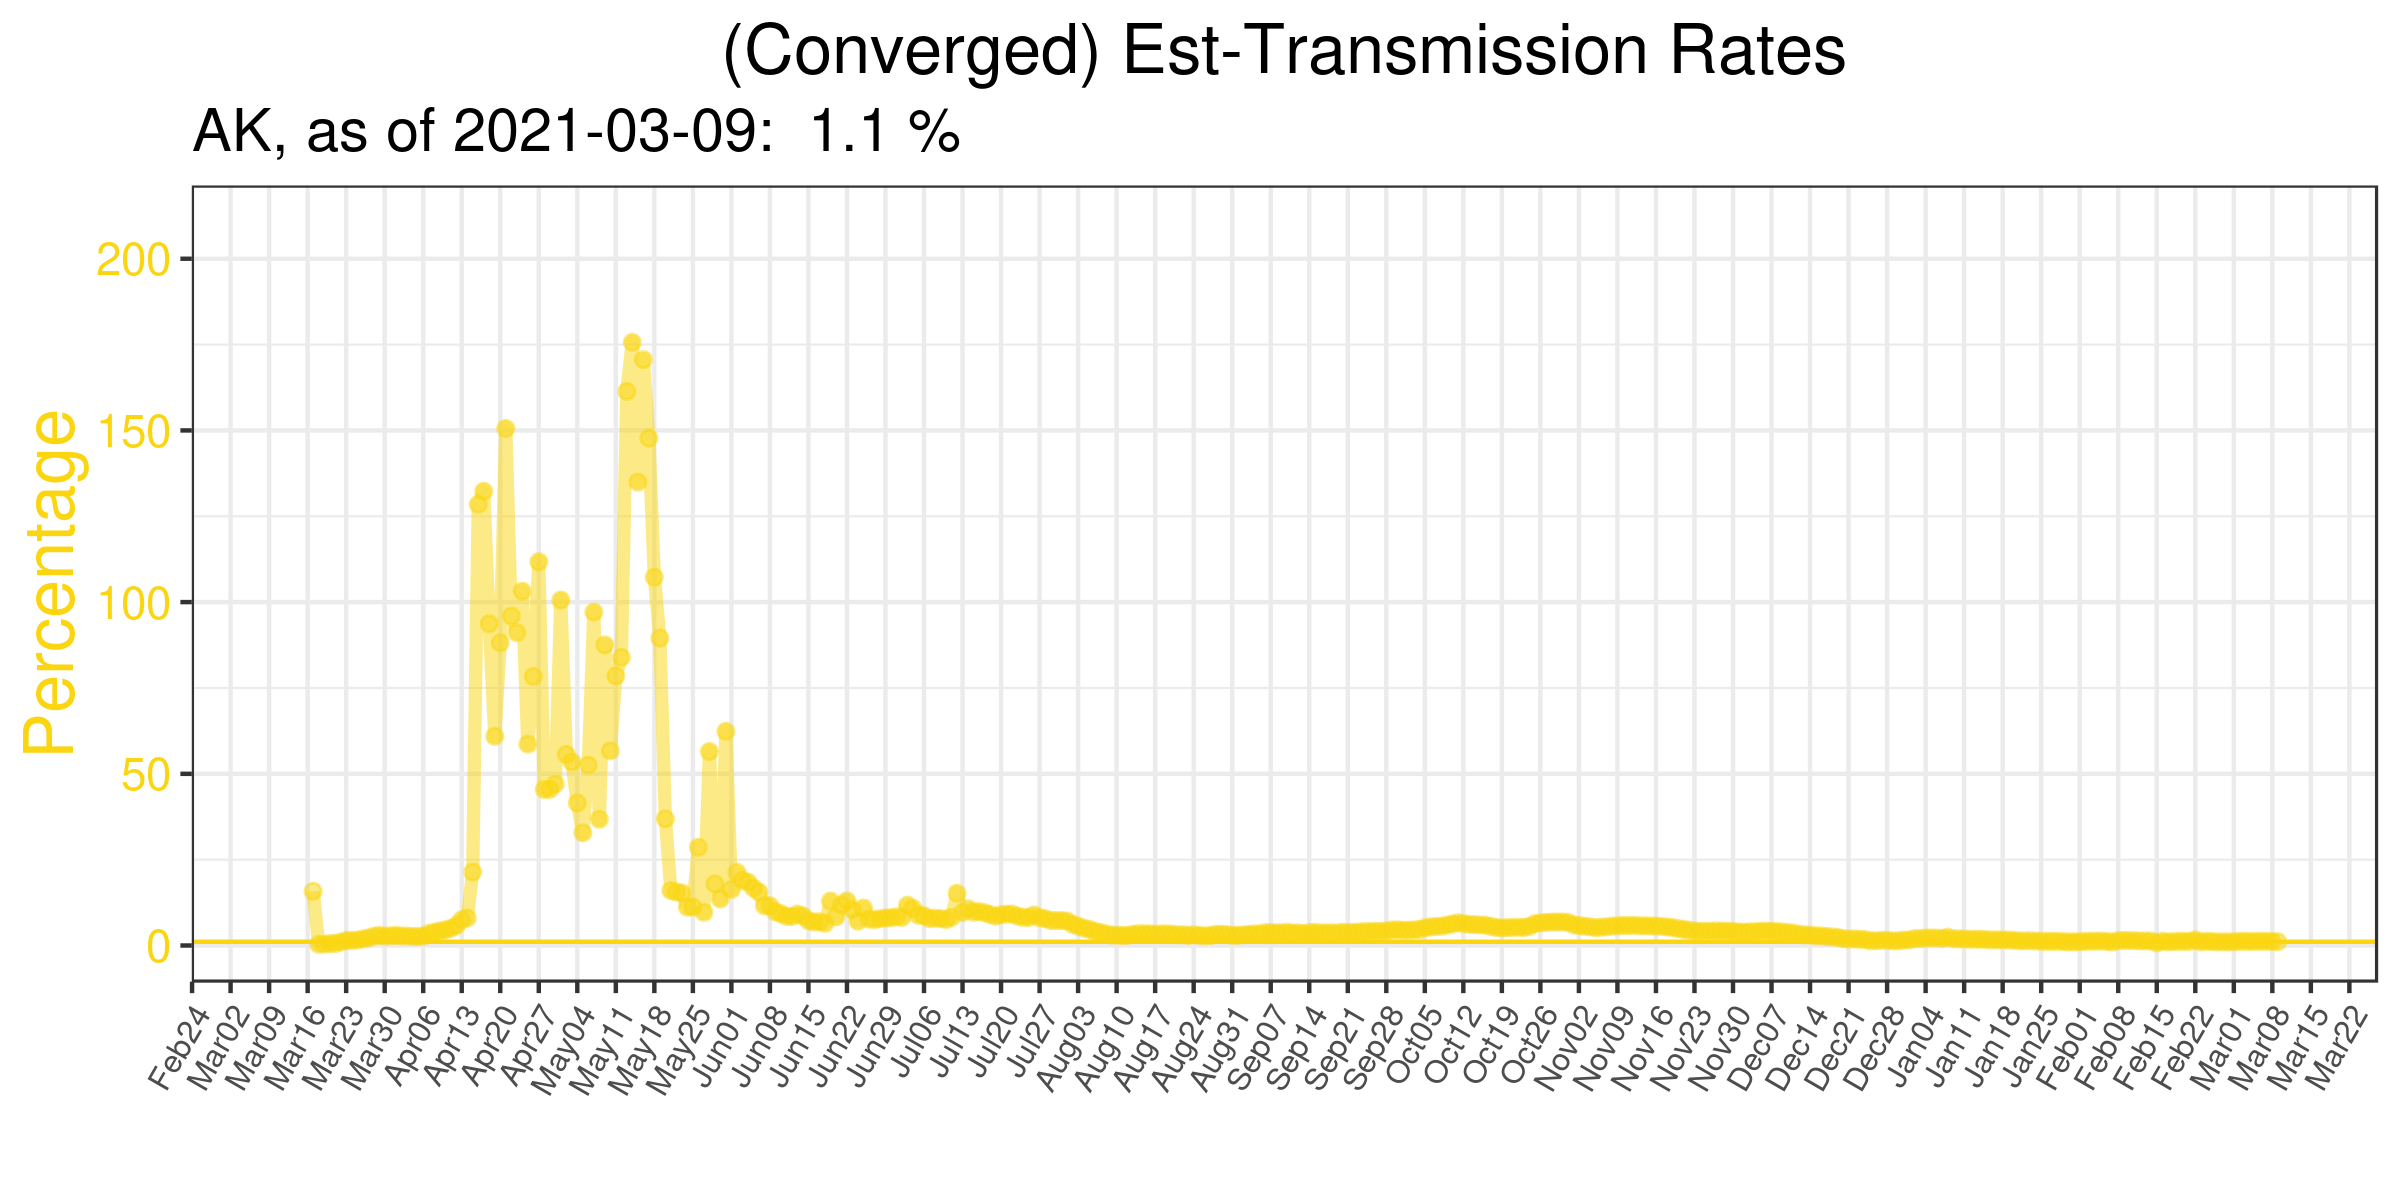 (Converged) Est-Transmission Rates
AK, as of 2021-03-09:  1.1 %
Percentage
200
150
100
50
0
Feb24 Mar02 Mar09 Mar16 Mar23 Mar30 Apr06 Apr13 Apr20 Apr27 May04 May11 May18 May25 Jun01 Jun08 Jun15 Jun22 Jun29 Jul06 Jul13 Jul20 Jul27 Aug03 Aug10 Aug17 Aug24 Aug31 Sep07 Sep14 Sep21 Sep28 Oct05 Oct12 Oct19 Oct26 Nov02 Nov09 Nov16 Nov23 Nov30 Dec07 Dec14 Dec21 Dec28 Jan04 Jan11 Jan18 Jan25 Feb01 Feb08 Feb15 Feb22 Mar01 Mar08 Mar15 Mar22